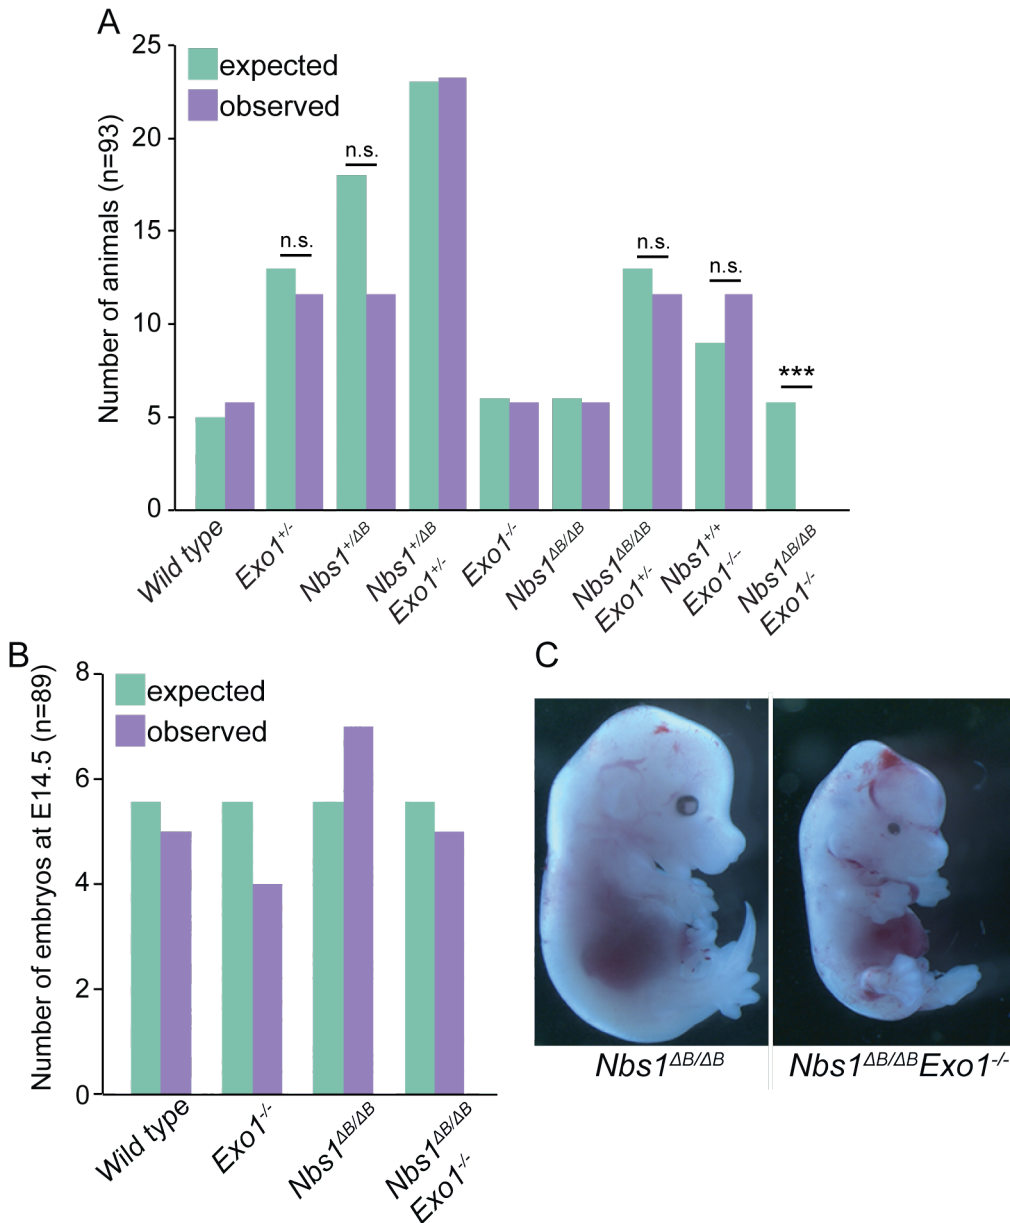 A
Number of animals (n=93)
25
20
15
10
5
0
expected
observed
n.s.
n.s.
n.s.
n.s.
***
Wild type
Exo1+/-
Nbs1+/ΔB
Nbs1+/ΔB
Exo1+/-
Exo1-/-
Nbs1ΔB/ΔB
Nbs1ΔB/ΔB
Exo1+/-
Nbs1+/+
Exo1-/--
Nbs1ΔB/ΔB
Exo1-/-
B
Number of embryos at E14.5 (n=89)
8
6
4
2
0
expected
observed
Wild type
Exo1-/-
Nbs1ΔB/ΔB
Nbs1ΔB/ΔB
Exo1-/-
C
Nbs1ΔB/ΔB
Nbs1ΔB/ΔBExo1-/-